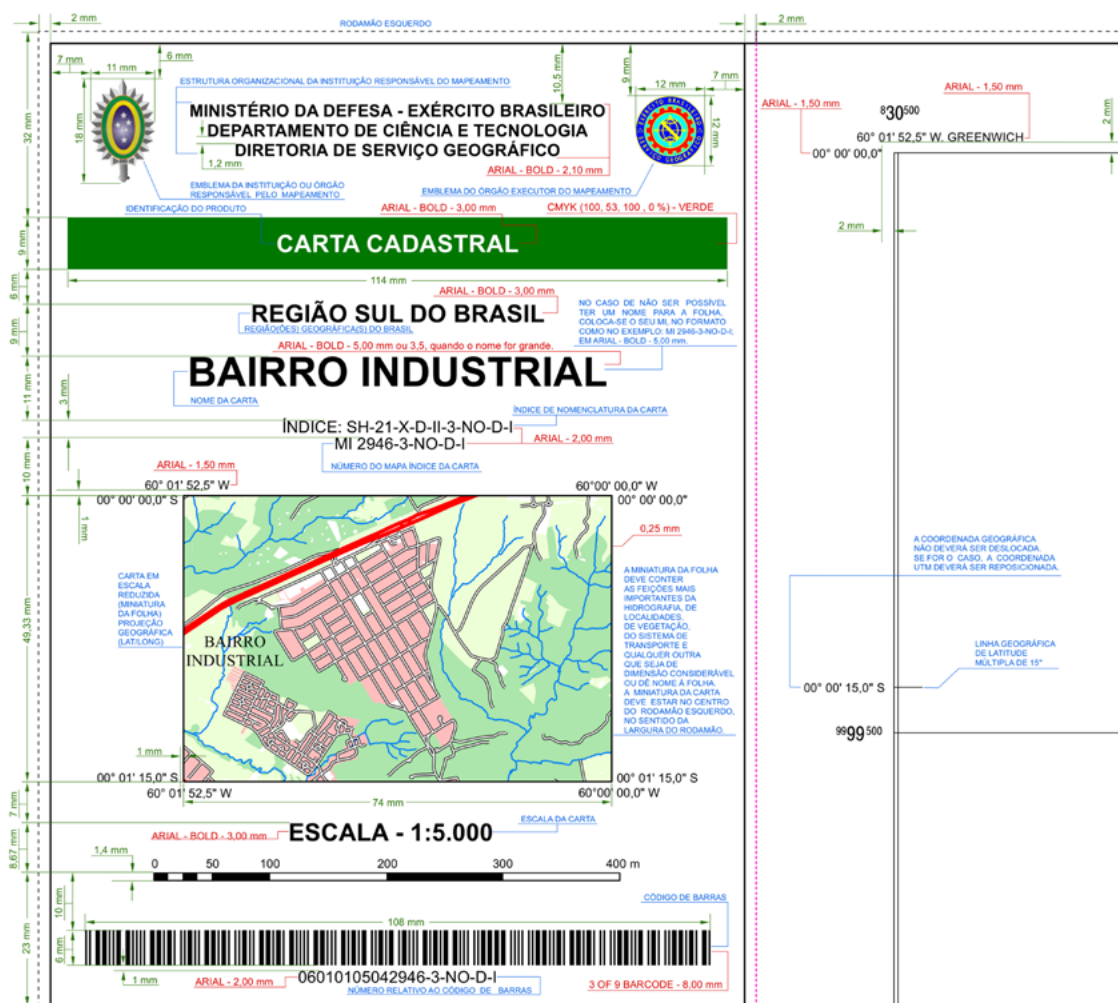 2 mm
RODAMÃO ESQUERDO
2 mm
7 mm
11 mm
6 mm
10,5 mm
9 mm
12 mm
7 mm
32 mm
18 mm
12 mm
ESTRUTURA ORGANIZACIONAL DA INSTITUIÇÃO RESPONSÁVEL DO MAPEAMENTO
MINISTÉRIO DA DEFESA - EXÉRCITO BRASILEIRO
DEPARTAMENTO DE CIÊNCIA E TECNOLOGIA
DIRETORIA DE SERVIÇO GEOGRÁFICO
1,2 mm
ARIAL - BOLD - 2,10 mm
EXÉRCITO BRASILEIRO
SERVIÇO GEOGRÁFICO
EMBLEMA DA INSTITUIÇÃO OU ÓRGÃO
RESPONSÁVEL PELO MAPEAMENTO
EMBLEMA DO ÓRGÃO EXECUTOR DO MAPEAMENTO
IDENTIFICAÇÃO DO PRODUTO
ARIAL - BOLD - 3,00 mm
CMYK (100, 53, 100 , 0 %) - VERDE
9 mm
CARTA CADASTRAL
114 mm
6 mm
ARIAL - BOLD - 3,00 mm
REGIÃO SUL DO BRASIL
REGIÃO(ÕES) GEOGRÁFICA(S) DO BRASIL
NO CASO DE NÃO SER POSSÍVEL
TER UM NOME PARA A FOLHA,
COLOCA-SE O SEU MI, NO FORMATO
COMO NO EXEMPLO: MI 2946-3-NO-D-I;
EM ARIAL - BOLD - 5,00 mm.
9 mm
ARIAL - BOLD - 5,00 mm ou 3,5, quando o nome for grande.
BAIRRO INDUSTRIAL
11 mm
3 mm
NOME DA CARTA
ÍNDICE DE NOMENCLATURA DA CARTA
ÍNDICE: SH-21-X-D-II-3-NO-D-I
MI 2946-3-NO-D-I
ARIAL - 2,00 mm
NÚMERO DO MAPA ÍNDICE DA CARTA
10 mm
ARIAL - 1,50 mm
60° 01' 52,5" W
60°00' 00,0" W
00° 00' 00,0" S
00° 00' 00,0"
1 mm
0,25 mm
49,33 mm
CARTA EM
ESCALA
REDUZIDA
(MINIATURA
DA FOLHA)
PROJEÇÃO
GEOGRÁFICA
(LAT/LONG)
BAIRRO
INDUSTRIAL
A MINIATURA DA FOLHA
DEVE CONTER
AS FEIÇÕES MAIS
IMPORTANTES DA
HIDROGRAFIA, DE
LOCALIDADES,
DE VEGETAÇÃO,
DO SISTEMA DE
TRANSPORTE E
QUALQUER OUTRA
QUE SEJA DE
DIMENSÃO CONSIDERÁVEL
OU DÊ NOME À FOLHA.
A MINIATURA DA CARTA
DEVE ESTAR NO CENTRO
DO RODAMÃO ESQUERDO,
NO SENTIDO DA
LARGURA DO RODAMÃO.
1 mm
00° 01' 15,0" S
00° 01' 15,0" S
60° 01' 52,5" W
60°00' 00,0" W
74 mm
7 mm
ESCALA DA CARTA
ARIAL - BOLD - 3,00 mm
ESCALA - 1:5.000
8,67 mm
1,4 mm
0 50 100 200 300 400 m
10 mm
CÓDIGO DE BARRAS
108 mm
23 mm
6 mm
1 mm
ARIAL - 2,00 mm
06010105042946-3-NO-D-I
3 OF 9 BARCODE - 8,00 mm
NÚMERO RELATIVO AO CÓDIGO DE BARRAS
ARIAL - 1,50 mm
ARIAL - 1,50 mm
830500
60° 01' 52,5" W. GREENWICH
00° 00' 00,0"
2 mm
2 mm
A COORDENADA GEOGRÁFICA
NÃO DEVERÁ SER DESLOCADA.
SE FOR O CASO, A COORDENADA
UTM DEVERÁ SER REPOSICIONADA.
LINHA GEOGRÁFICA
DE LATITUDE
MÚLTIPLA DE 15"
00° 00' 15,0" S
9999500